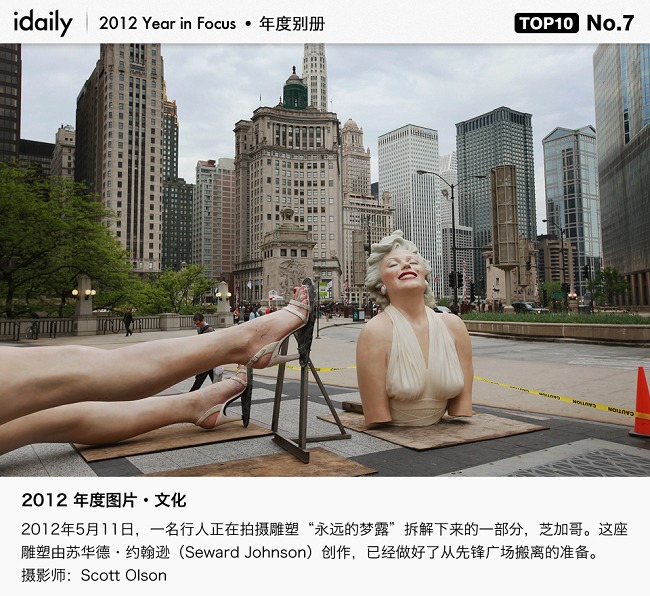 idaily 2012 Year in Focus • 年度别册 TOP10 No.7
CAUTION CAUTION CAUTION
2012 年度图片・文化
2012年5月11日，一名行人正在拍摄雕塑“永远的梦露”拆解下来的一部分，芝加哥。这座
雕塑由苏华德・约翰逊（Seward Johnson）创作，已经做好了从先锋广场搬离的准备。
摄影师：Scott Olson